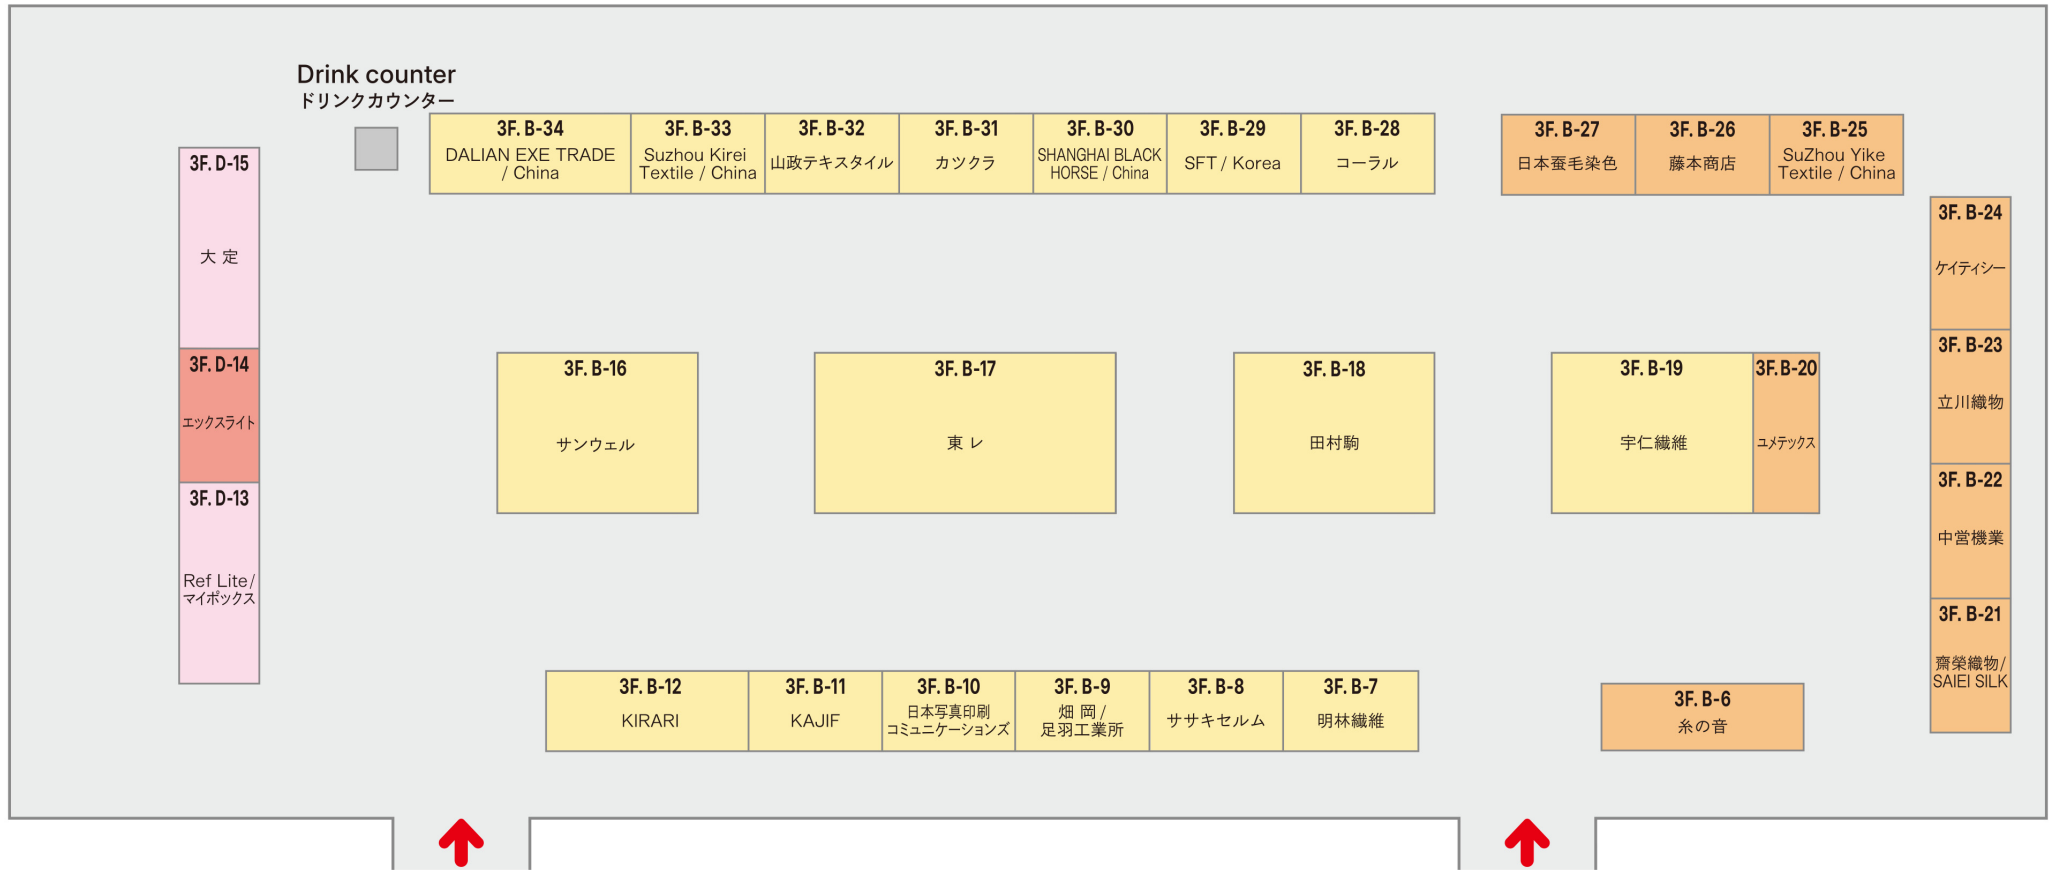 Drink counter
ドリンクカウンター
3F. B-34
DALIAN EXE TRADE
/ China
3F. B-33
Suzhou Kirei
Textile / China
3F. B-32
山政テキスタイル
3F. B-31
カツクラ
3F. B-30
SHANGHAI BLACK
HORSE / China
3F. B-29
SFT / Korea
3F. B-28
コーラル
3F. B-27
日本蚕毛染色
3F. B-26
藤本商店
3F. B-25
SuZhou Yike
Textile / China
3F. D-15
大 定
3F. D-14
エックスライト
3F. D-13
Ref Lite/
マイポックス
3F. B-16
サンウェル
3F. B-17
東 レ
3F. B-18
田村駒
3F. B-19
宇仁繊維
3F. B-20
ユメテックス
3F. B-24
ケイティシー
3F. B-23
立川織物
3F. B-22
中営機業
3F. B-21
齋榮織物/
SAIEI SILK
3F. B-12
KIRARI
3F. B-11
KAJIF
3F. B-10
日本写真印刷
コミュニケーションズ
3F. B-9
畑 岡/
足羽工業所
3F. B-8
ササキセルム
3F. B-7
明林繊維
3F. B-6
糸の音